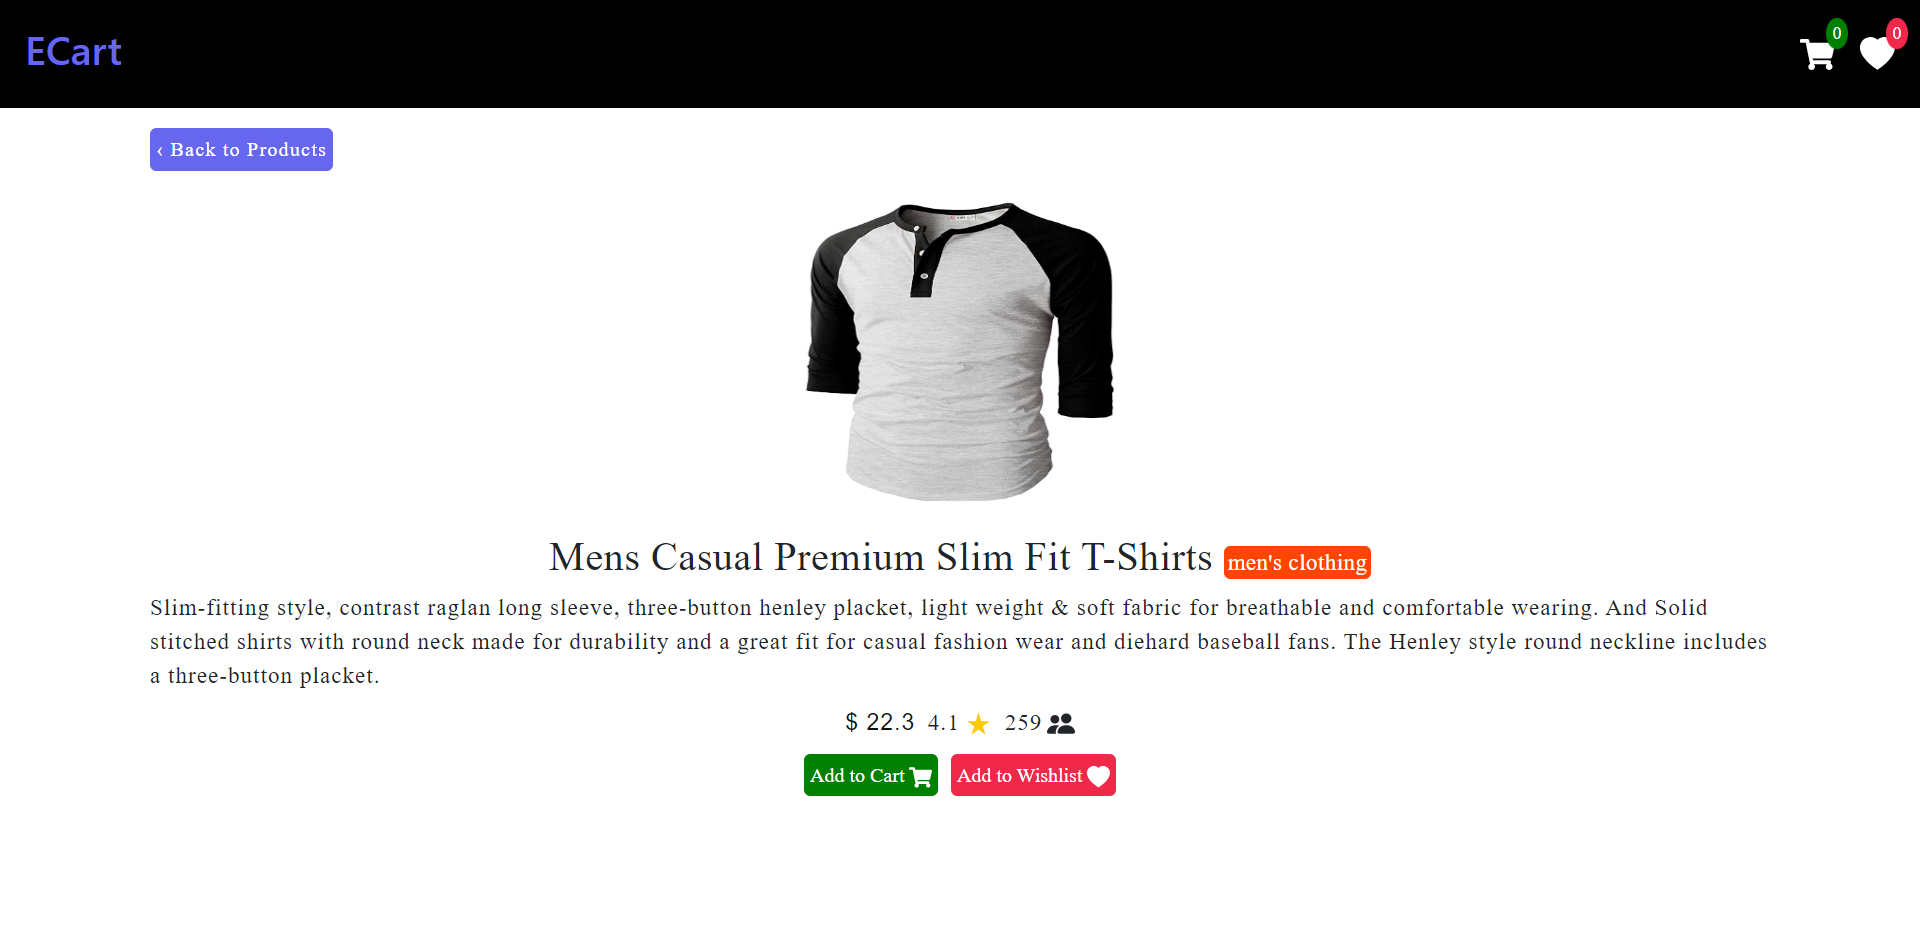 ECart
0
0
‹ Back to Products
Mens Casual Premium Slim Fit T-Shirts men's clothing
Slim-fitting style, contrast raglan long sleeve, three-button henley placket, light weight & soft fabric for breathable and comfortable wearing. And Solid
stitched shirts with round neck made for durability and a great fit for casual fashion wear and diehard baseball fans. The Henley style round neckline includes
a three-button placket.
$ 22.3 4.1 259
Add to Cart
Add to Wishlist